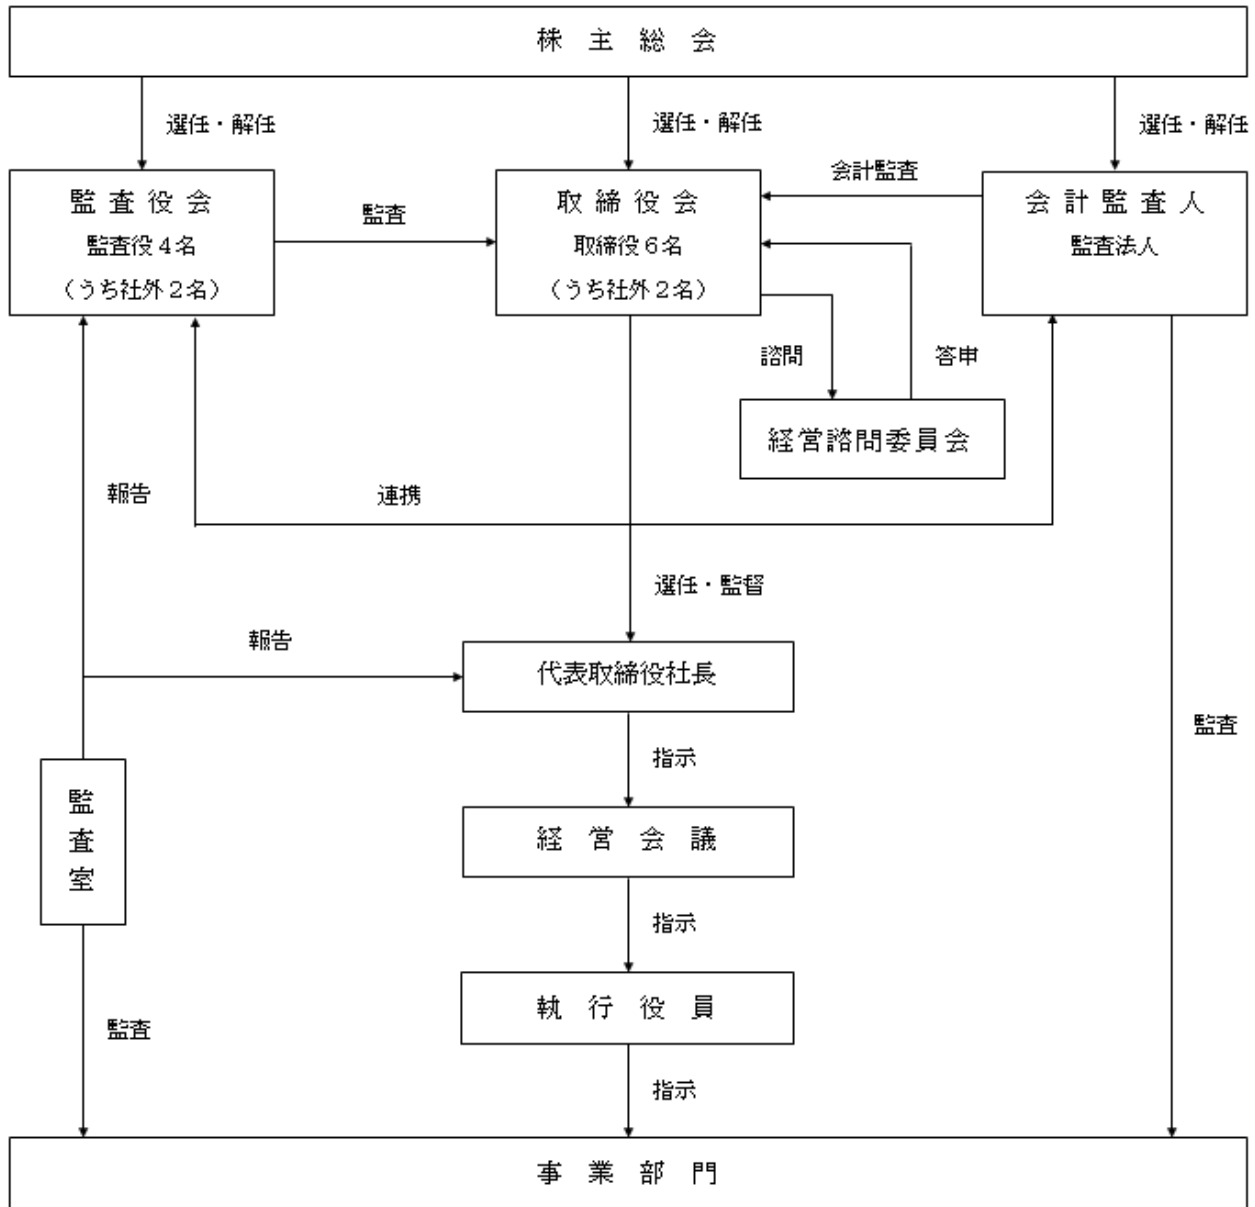 株主総会
選任・解任
選任・解任
選任・解任
監査役会
監査役４名
（うち社外２名）
監査
取締役会
取締役６名
（うち社外２名）
会計監査
会計監査人
監査法人
諮問
答申
経営諮問委員会
報告
連携
選任・監督
報告
代表取締役社長
監査
指示
監査室
経営会議
指示
執行役員
監査
指示
事業部門